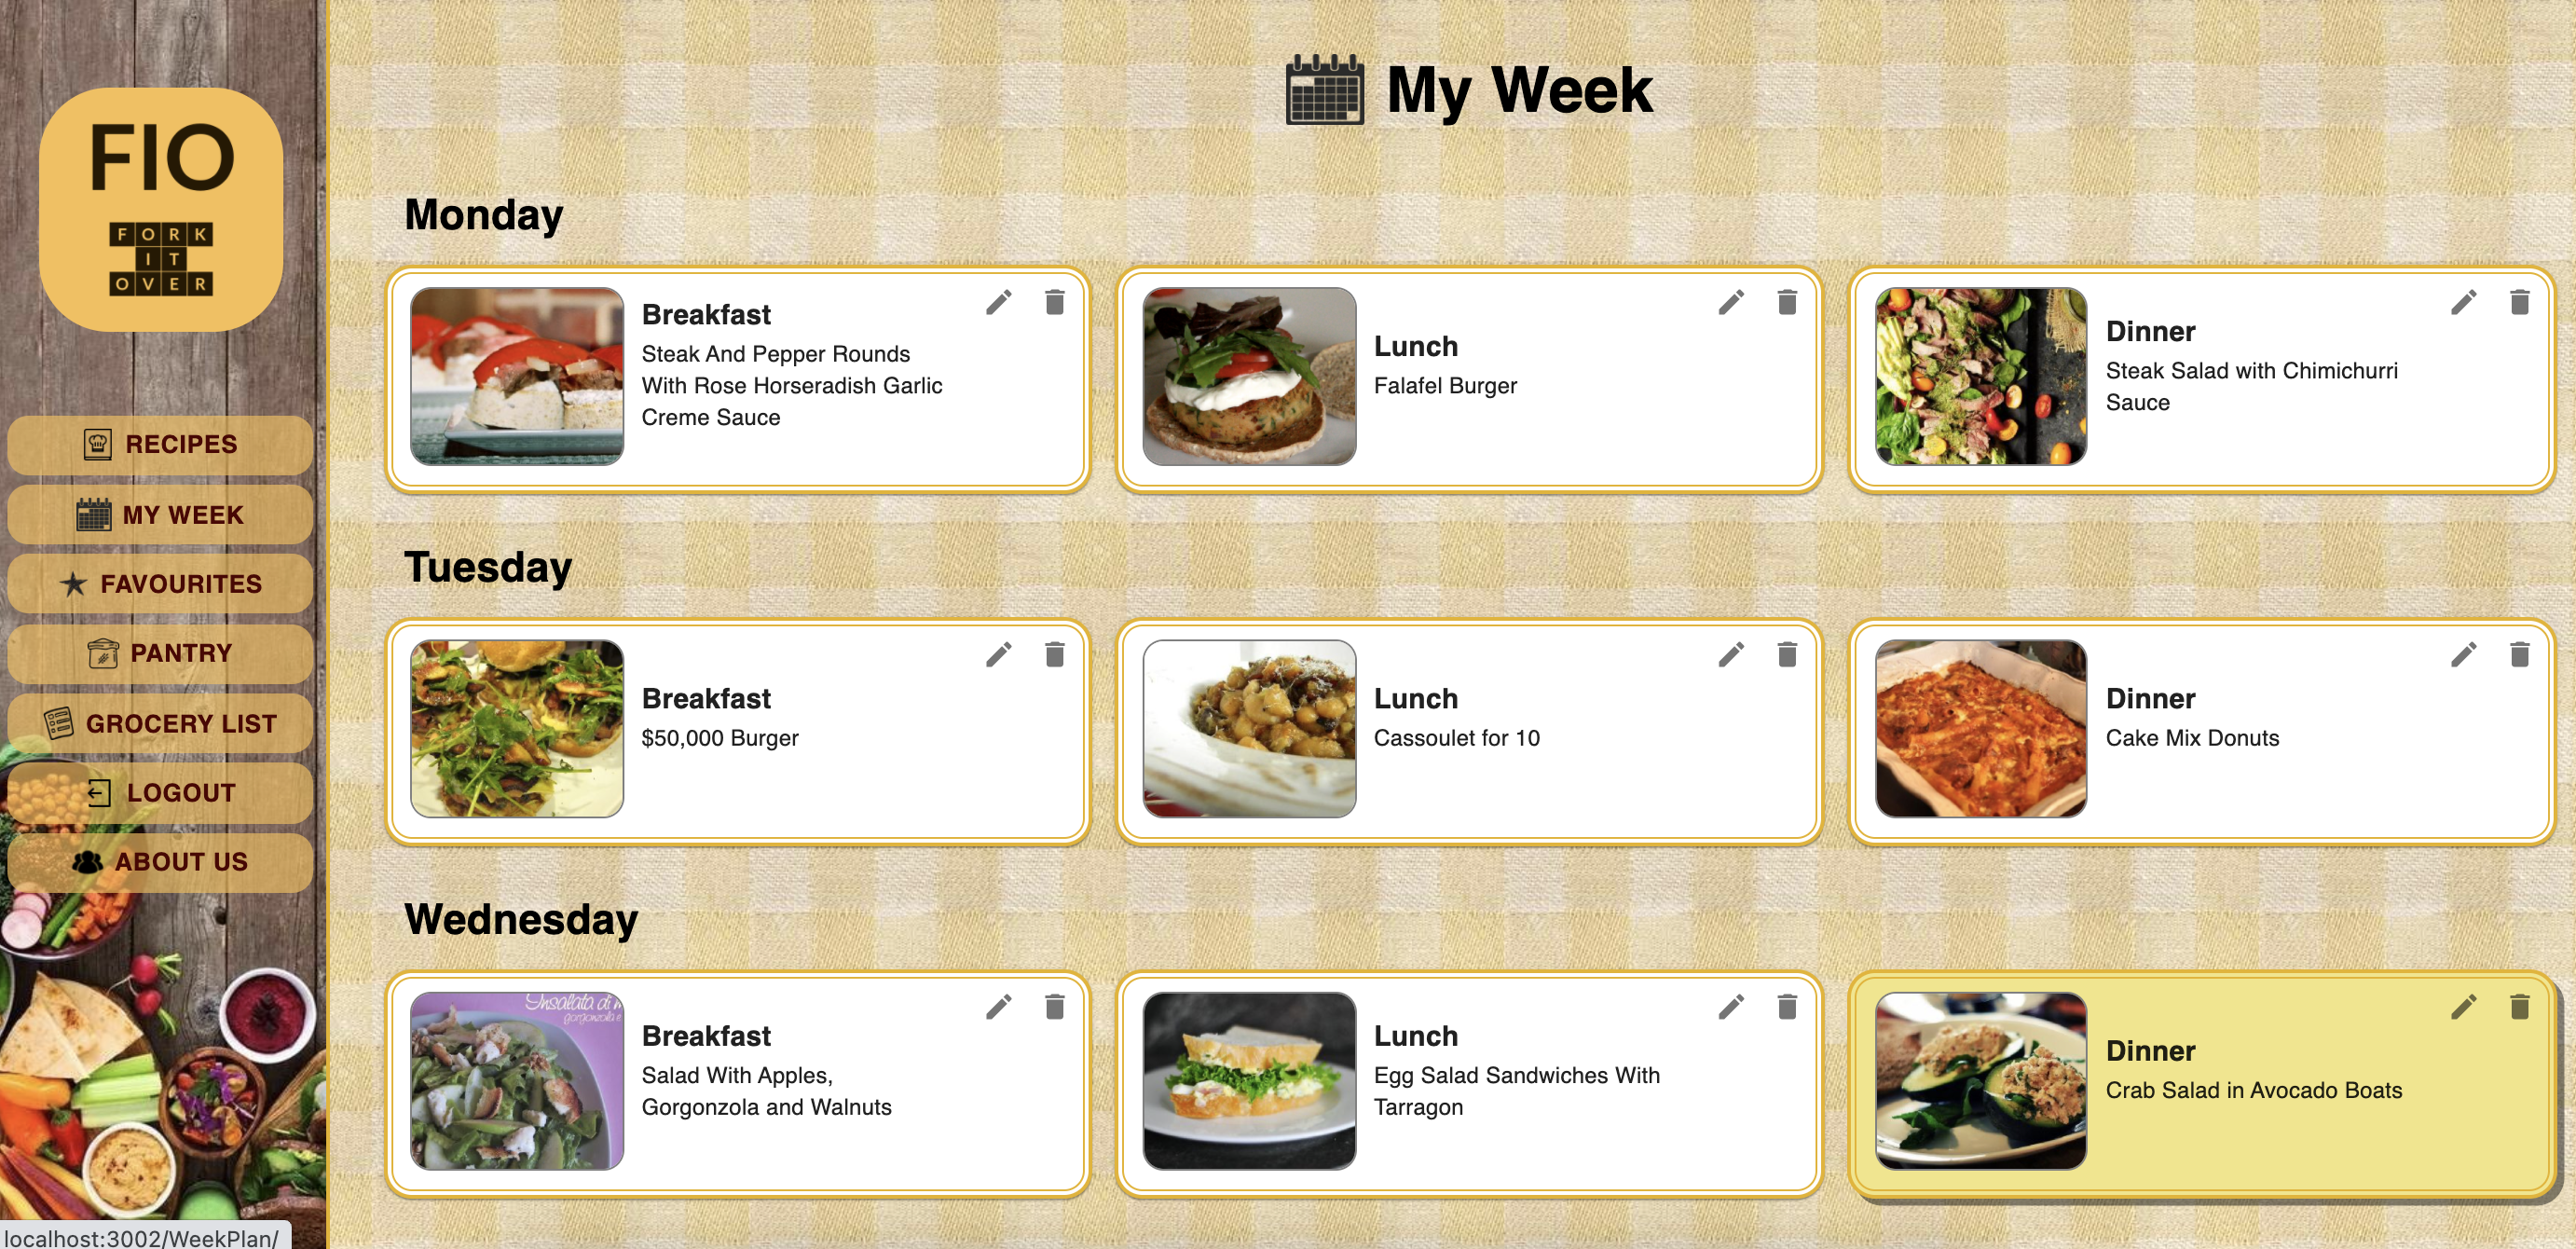 FIO
FORK
IT
OVER
RECIPES
MY WEEK
FAVOURITES
PANTRY
GROCERY LIST
LOGOUT
ABOUT US
localhost:3002/WeekPlan/
My Week
Monday
Breakfast
Steak And Pepper Rounds
With Rose Horseradish Garlic
Creme Sauce
Lunch
Falafel Burger
Dinner
Steak Salad with Chimichurri
Sauce
Tuesday
Breakfast
$50,000 Burger
Lunch
Cassoulet for 10
Dinner
Cake Mix Donuts
Wednesday
Insalata di
gorgonzola
Breakfast
Salad With Apples,
Gorgonzola and Walnuts
Lunch
Egg Salad Sandwiches With
Tarragon
Dinner
Crab Salad in Avocado Boats